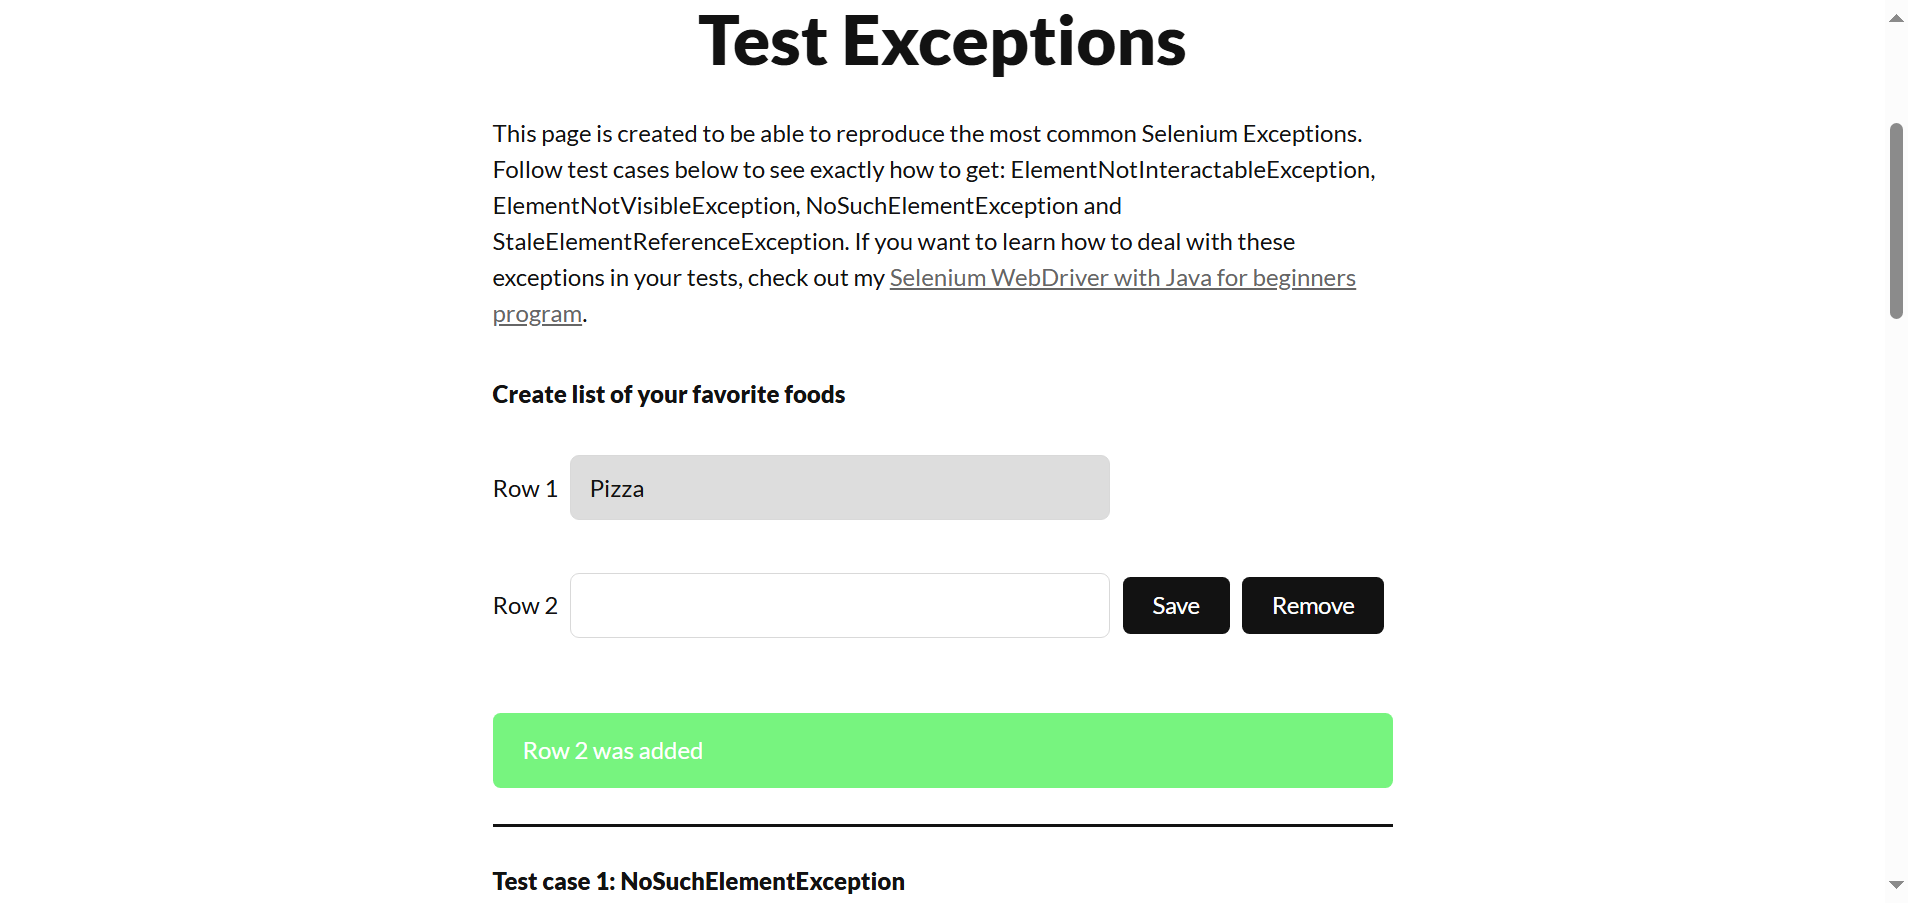 Test Exceptions
This page is created to be able to reproduce the most common Selenium Exceptions.
Follow test cases below to see exactly how to get: ElementNotInteractableException,
ElementNotVisibleException, NoSuchElementException and
StaleElementReferenceException. If you want to learn how to deal with these
exceptions in your tests, check out my Selenium WebDriver with Java for beginners
program.
Create list of your favorite foods
Row 1 Pizza
Row 2 Save Remove
Row 2 was added
Test case 1: NoSuchElementException